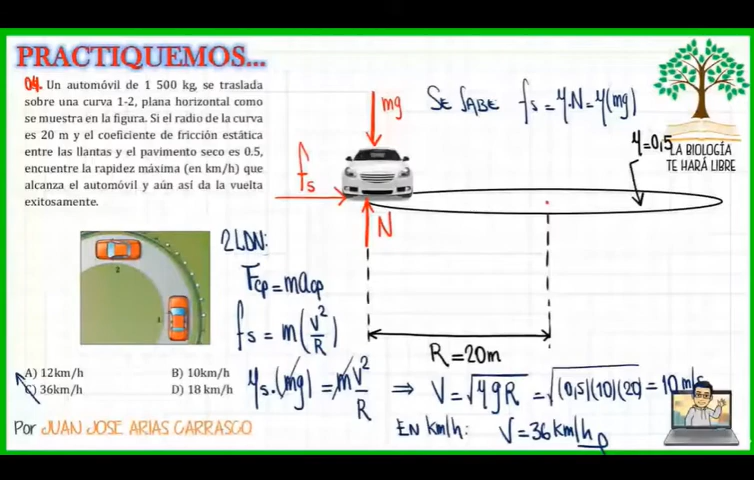 PRACTIQUEMOS...
04. Un automóvil de 1 500 kg, se traslada
sobre una curva 1-2, plana horizontal como
se muestra en la figura. Si el radio de la curva
es 20 m y el coeficiente de fricción estática
entre las llantas y el pavimento seco es 0.5,
encuentre la rapidez máxima (en km/h) que
alcanza el automóvil y aún así da la vuelta
exitosamente.
A) 12km/h B) 10km/h
C) 36km/h D) 18 km/h
Por JUAN JOSE ARIAS CARRASCO
2LDN:
Fcp = macp
fs = m(v²/R)
μs.(mg) = mv²/R
⇒ V = √μgR = √(0,5)(10)(20) = 10 m/s
EN km/h: V = 36 km/h
SE SABE fs = μ.N = μ(mg)
mg
fs
N
μ=0,5
R = 20m
2
LA BIOLOGÍA
TE HARÁ LIBRE